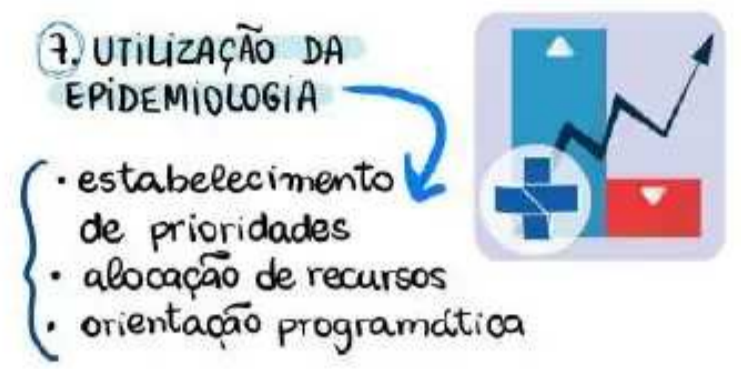 7. UTILIZAÇÃO DA
EPIDEMIOLOGIA
• estabelecimento
de prioridades
• alocação de recursos
• orientação programática